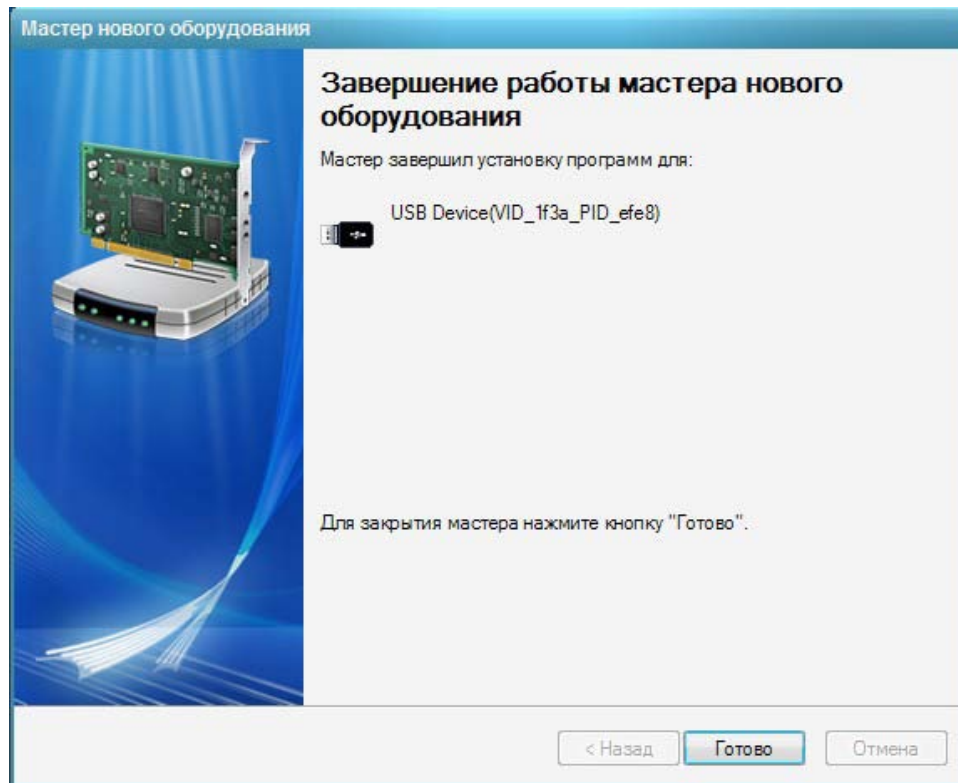 Мастер нового оборудования
Завершение работы мастера нового
оборудования
Мастер завершил установку программ для:
USB Device(VID_1f3a_PID_efe8)
Для закрытия мастера нажмите кнопку "Готово".
< Назад
Готово
Отмена